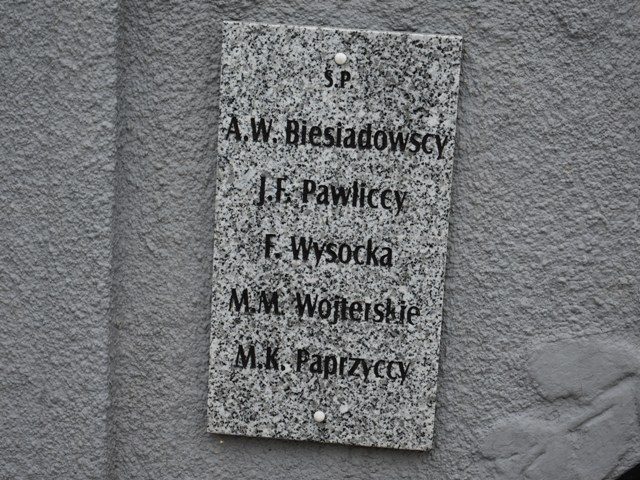 Ś.P.
A.W. Biesiadowscy
J.F. Pawliccy
F. Wysocka
M.M. Wojterskie
M.K. Paprzyccy